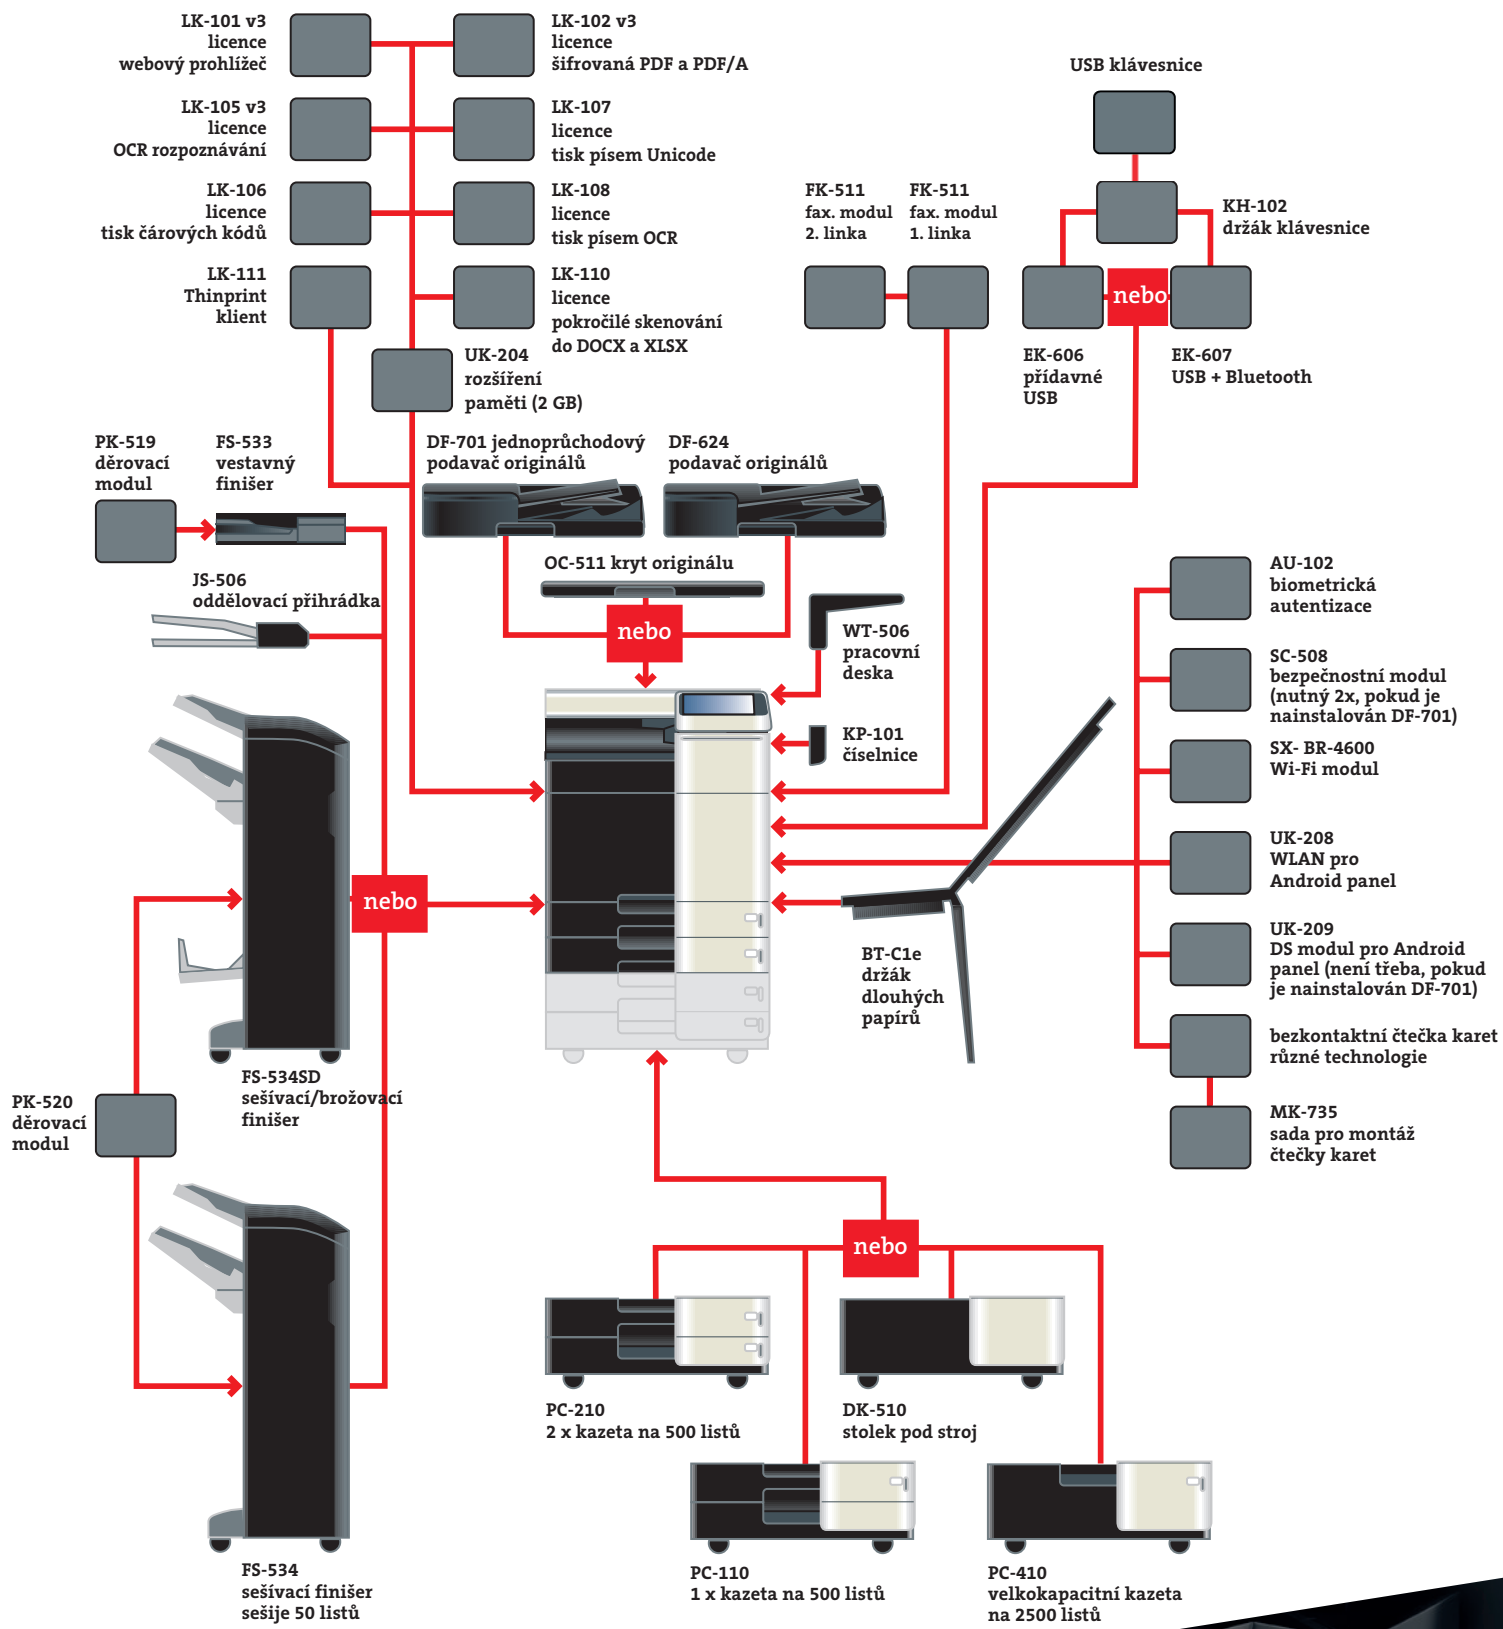 LK-101 v3
licence
webový prohlížeč
LK-102 v3
licence
šifrovaná PDF a PDF/A
LK-105 v3
licence
OCR rozpoznávání
LK-107
licence
tisk písem Unicode
LK-106
licence
tisk čárových kódů
LK-108
licence
tisk písem OCR
LK-111
Thinprint
klient
LK-110
licence
pokročilé skenování
do DOCX a XLSX
UK-204
rozšíření
paměti (2 GB)
USB klávesnice
KH-102
držák klávesnice
FK-511
fax. modul
2. linka
FK-511
fax. modul
1. linka
nebo
EK-606
přídavné
USB
EK-607
USB + Bluetooth
PK-519
děrovací
modul
FS-533
vestavný
finišer
DF-701 jednoprůchodový
podavač originálů
DF-624
podavač originálů
JS-506
oddělovací přihrádka
OC-511 kryt originálu
nebo
WT-506
pracovní
deska
KP-101
číselnice
AU-102
biometrická
autentizace
SC-508
bezpečnostní modul
(nutný 2x, pokud je
nainstalován DF-701)
SX- BR-4600
Wi-Fi modul
UK-208
WLAN pro
Android panel
UK-209
DS modul pro Android
panel (není třeba, pokud
je nainstalován DF-701)
bezkontaktní čtečka karet
různé technologie
MK-735
sada pro montáž
čtečky karet
nebo
BT-C1e
držák
dlouhých
papírů
FS-534SD
sešívací/brožovací
finišer
PK-520
děrovací
modul
nebo
PC-210
2 x kazeta na 500 listů
DK-510
stolek pod stroj
FS-534
sešívací finišer
sešije 50 listů
PC-110
1 x kazeta na 500 listů
PC-410
velkokapacitní kazeta
na 2500 listů